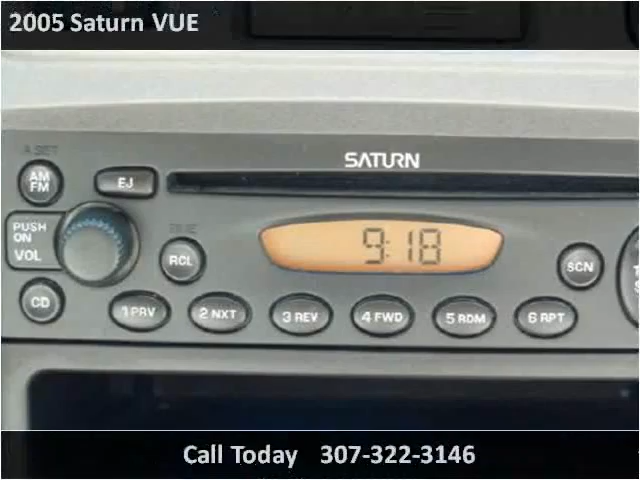 2005 Saturn VUE
SATURN
A.SET
AM
FM
EJ
PUSH
ON
VOL
RCL
9:18
SCN
CD
1 PRV
2 NXT
3 REV
4 FWD
5 RDM
6 RPT
Call Today 307-322-3146